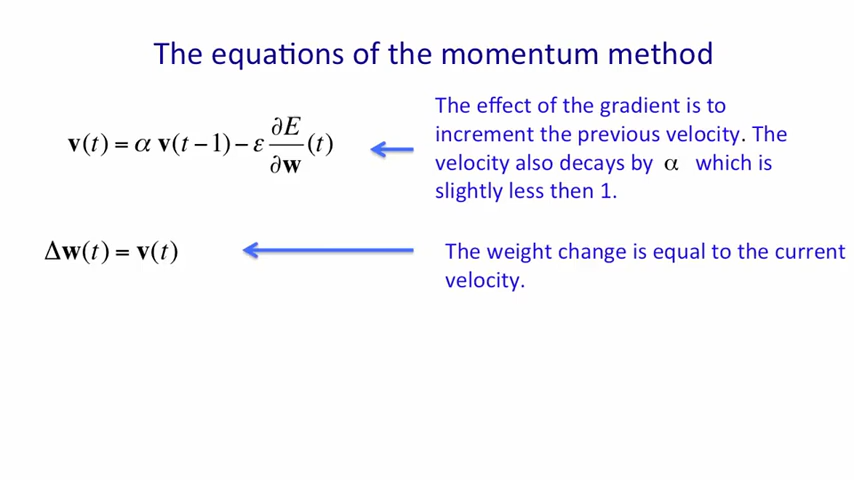 The equations of the momentum method
v(t) = α v(t − 1) − ε ∂E/∂w (t)
The effect of the gradient is to
increment the previous velocity. The
velocity also decays by α which is
slightly less then 1.
Δw(t) = v(t)
The weight change is equal to the current
velocity.